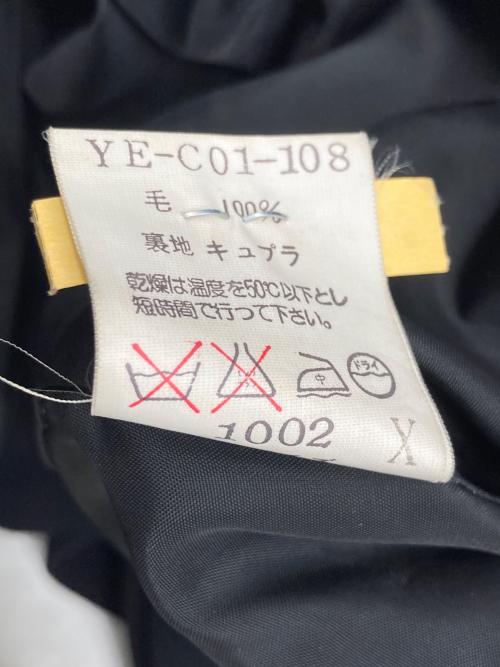 YE-C01-108
毛 100%
裏地 キュプラ
乾燥は温度を50℃以下とし
短時間で行って下さい。
中 ドライ
1002 X